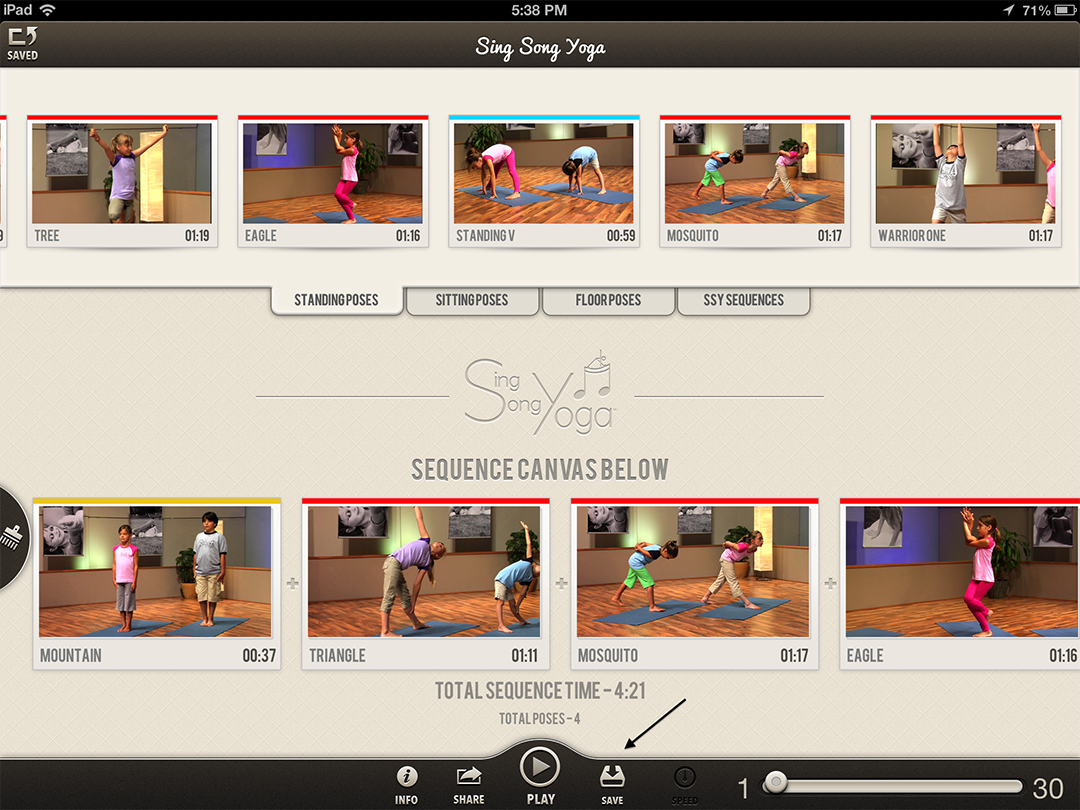 iPad 5:38 PM 71%
SAVED
Sing Song Yoga
9
TREE 01:19
EAGLE 01:16
STANDING V 00:59
MOSQUITO 01:17
WARRIOR ONE 01:17
STANDING POSES SITTING POSES FLOOR POSES SSY SEQUENCES
Sing
Song
Yoga
SEQUENCE CANVAS BELOW
MOUNTAIN 00:37
TRIANGLE 01:11
MOSQUITO 01:17
EAGLE 01:16
TOTAL SEQUENCE TIME - 4:21
TOTAL POSES - 4
INFO SHARE PLAY SAVE SPEED 1 30